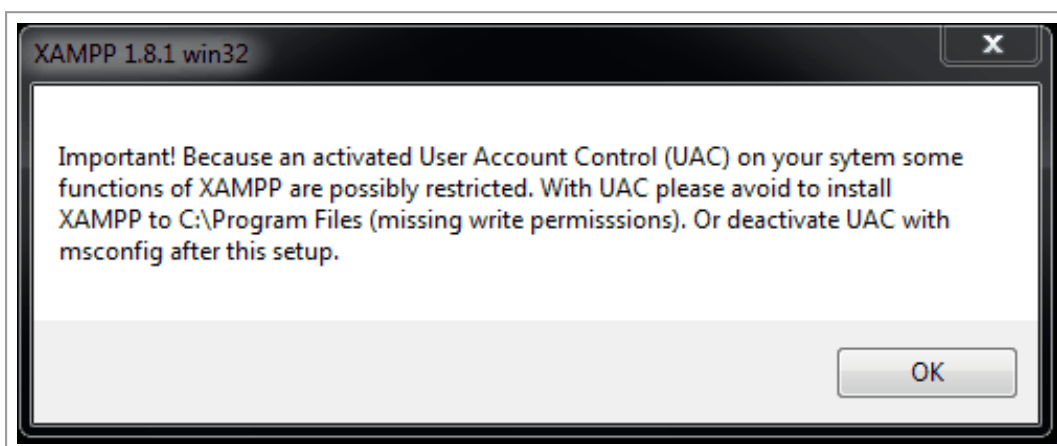 XAMPP 1.8.1 win32
x
Important! Because an activated User Account Control (UAC) on your sytem some
functions of XAMPP are possibly restricted. With UAC please avoid to install
XAMPP to C:\Program Files (missing write permisssions). Or deactivate UAC with
msconfig after this setup.
OK